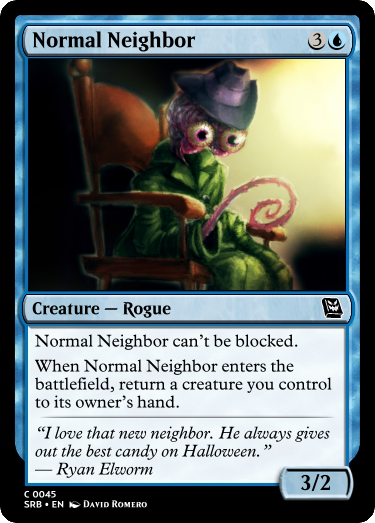 Normal Neighbor 3
Creature — Rogue
Normal Neighbor can't be blocked.
When Normal Neighbor enters the
battlefield, return a creature you control
to its owner's hand.
"I love that new neighbor. He always gives
out the best candy on Halloween."
— Ryan Elworm
3/2
C 0045
SRB • EN David Romero